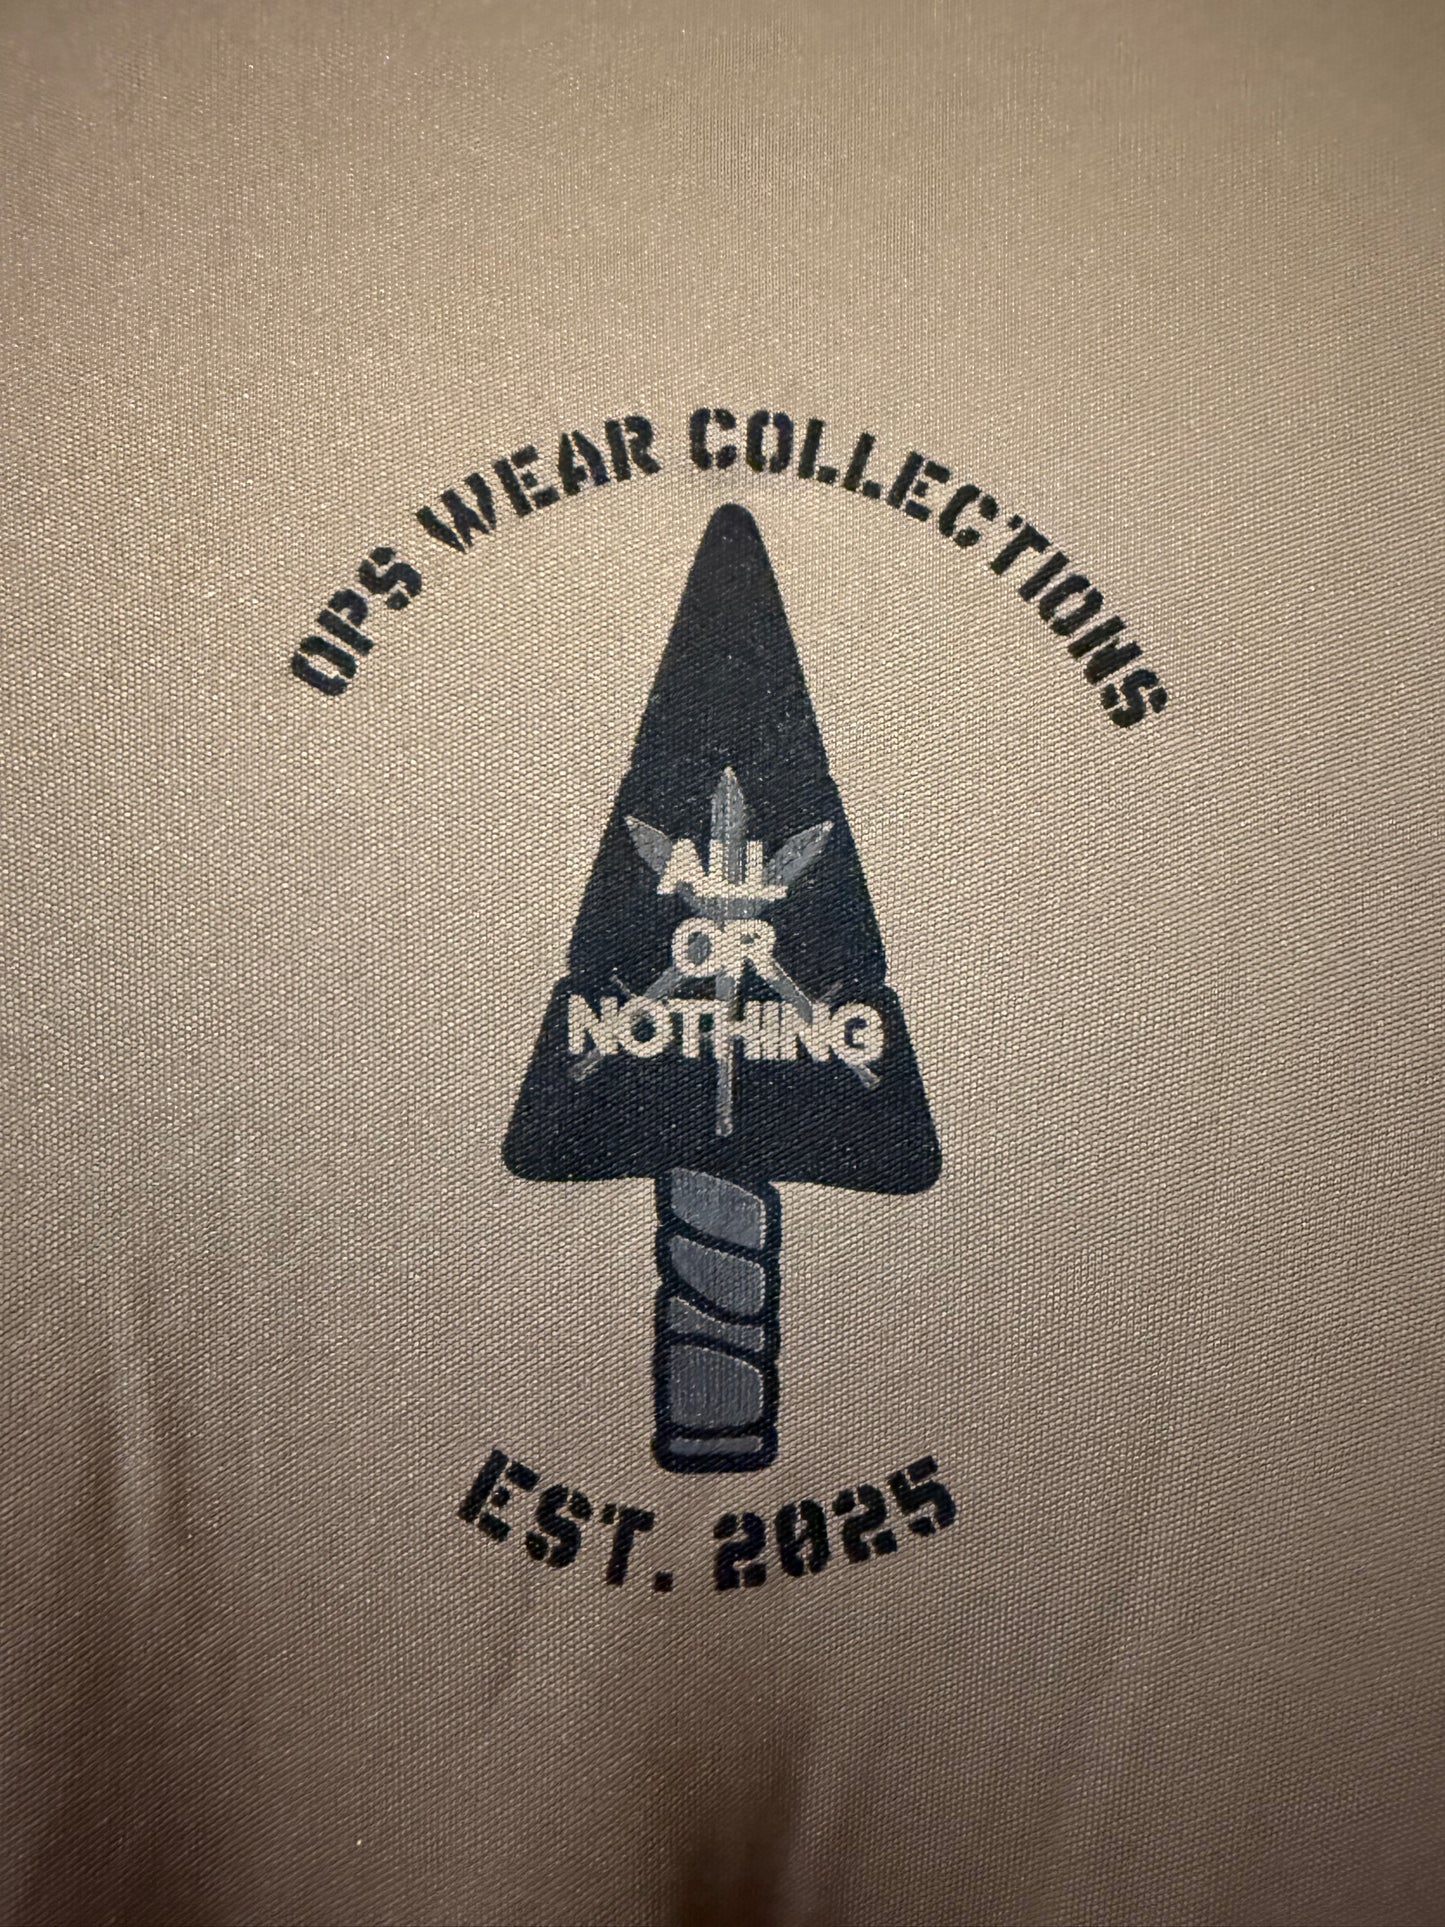 OPS WEAR COLLECTIONS
ALL
OR
NOTHING
EST. 2025